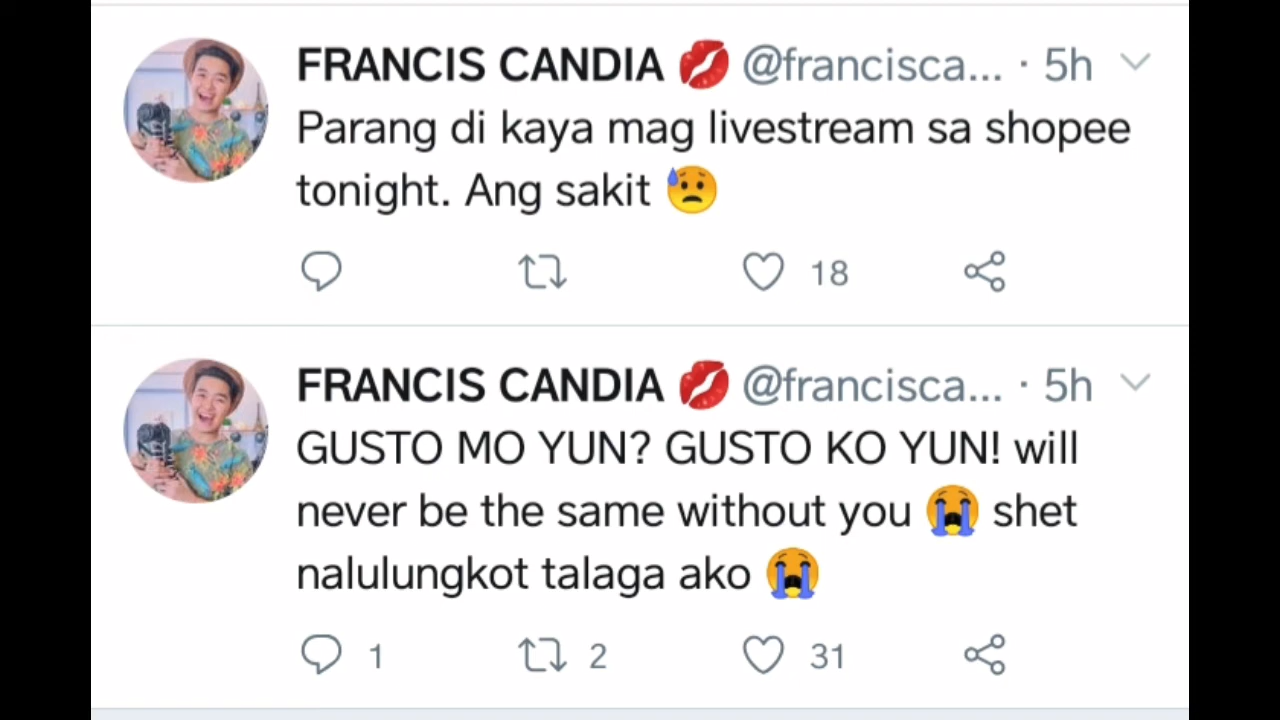 FRANCIS CANDIA 💋 @francisca... · 5h
Parang di kaya mag livestream sa shopee
tonight. Ang sakit 😓
18
FRANCIS CANDIA 💋 @francisca... · 5h
GUSTO MO YUN? GUSTO KO YUN! will
never be the same without you 😭 shet
nalulungkot talaga ako 😭
1 2 31